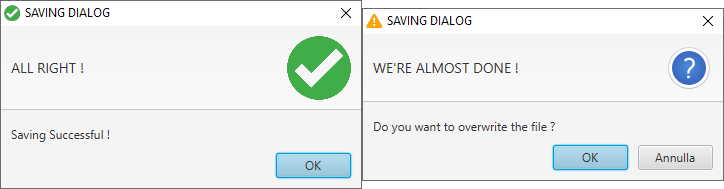 SAVING DIALOG
ALL RIGHT !
Saving Successful !
OK
SAVING DIALOG
WE'RE ALMOST DONE !
Do you want to overwrite the file ?
OK Annulla